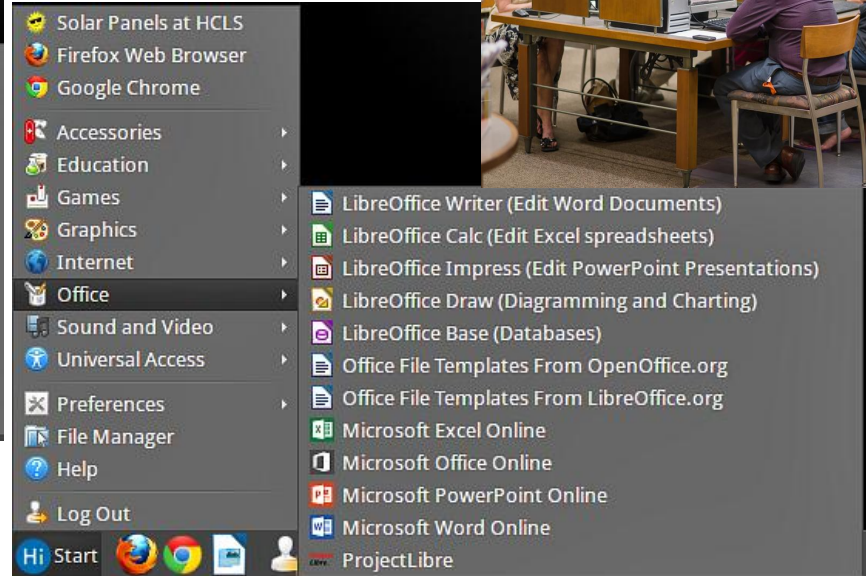 Solar Panels at HCLS
Firefox Web Browser
Google Chrome
Accessories
Education
Games
Graphics
Internet
Office
Sound and Video
Universal Access
Preferences
File Manager
Help
Log Out
Hi Start
LibreOffice Writer (Edit Word Documents)
LibreOffice Calc (Edit Excel spreadsheets)
LibreOffice Impress (Edit PowerPoint Presentations)
LibreOffice Draw (Diagramming and Charting)
LibreOffice Base (Databases)
Office File Templates From OpenOffice.org
Office File Templates From LibreOffice.org
Microsoft Excel Online
Microsoft Office Online
Microsoft PowerPoint Online
Microsoft Word Online
ProjectLibre